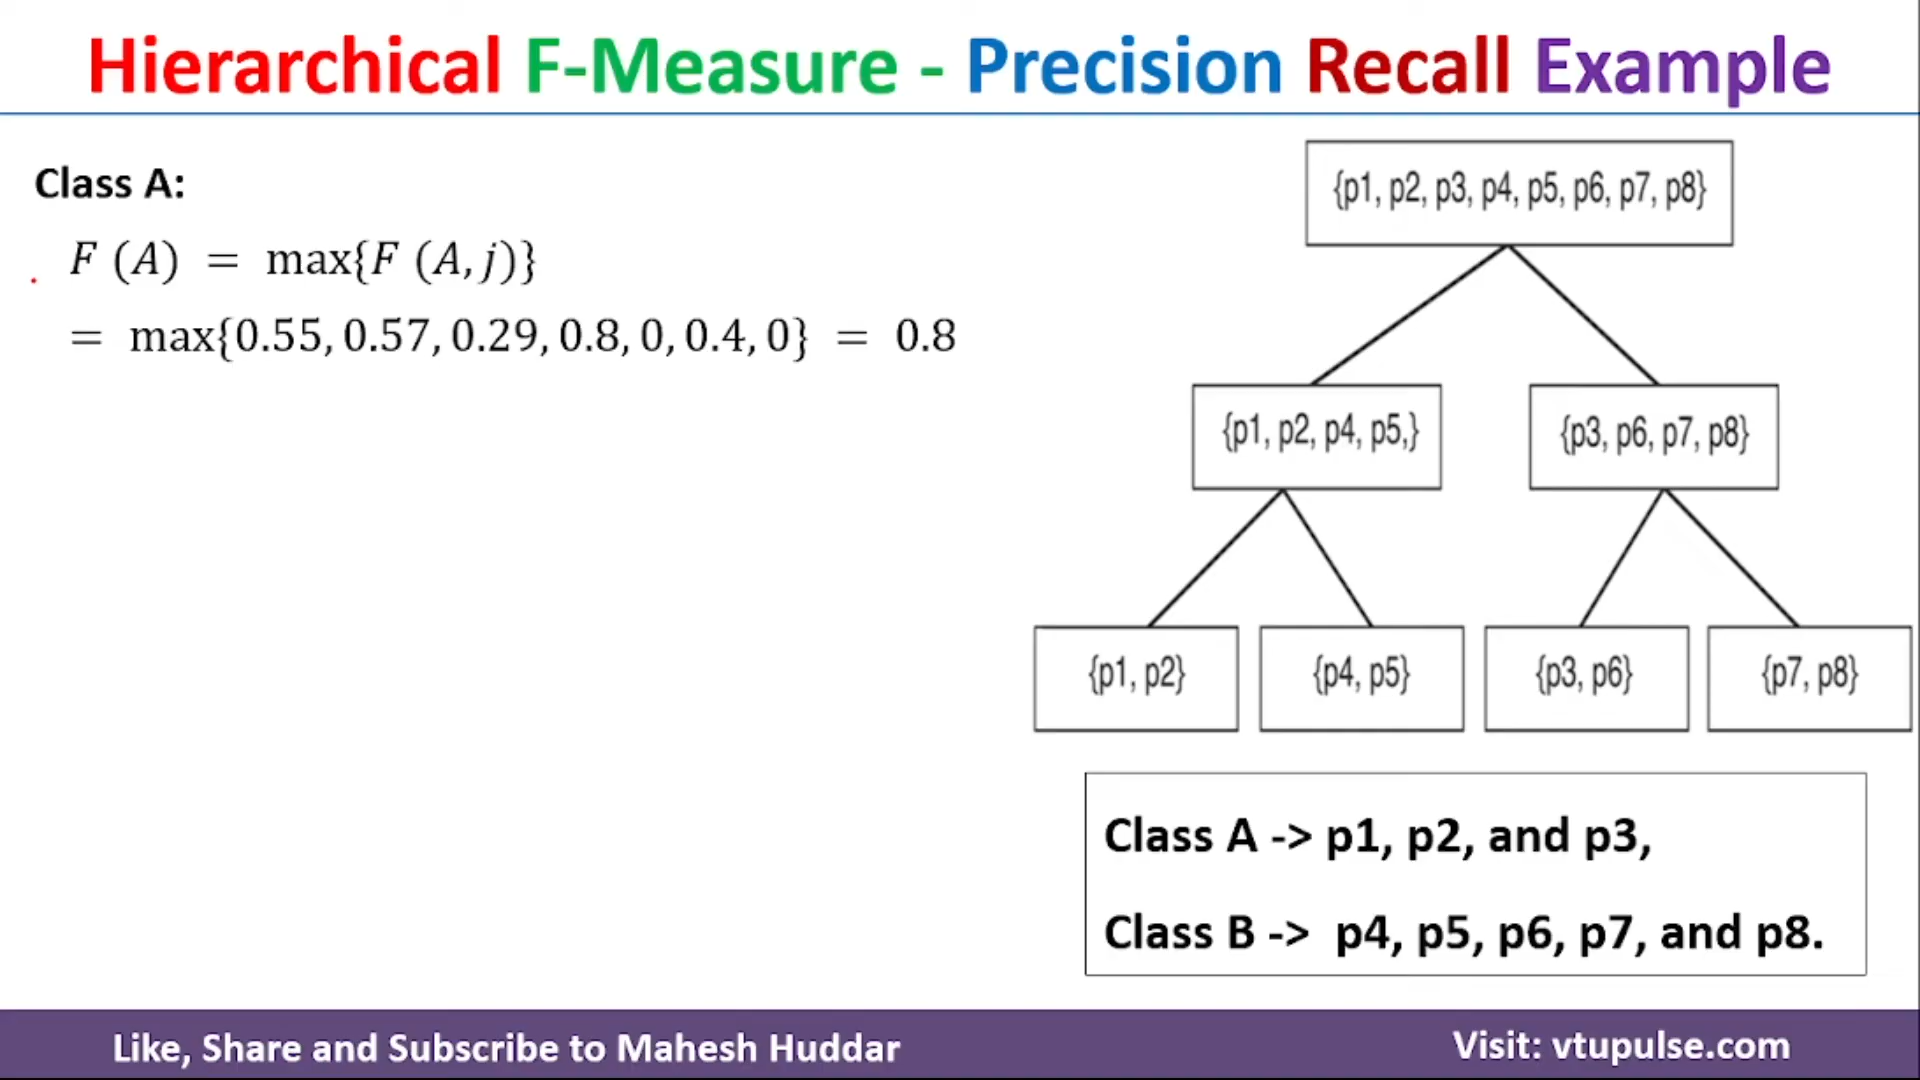 Hierarchical F-Measure - Precision Recall Example
Class A:
F (A) = max{F (A, j)}
= max{0.55, 0.57, 0.29, 0.8, 0, 0.4, 0} = 0.8
{p1, p2, p3, p4, p5, p6, p7, p8}
{p1, p2, p4, p5,}
{p3, p6, p7, p8}
{p1, p2}
{p4, p5}
{p3, p6}
{p7, p8}
Class A -> p1, p2, and p3,
Class B -> p4, p5, p6, p7, and p8.
Like, Share and Subscribe to Mahesh Huddar
Visit: vtupulse.com